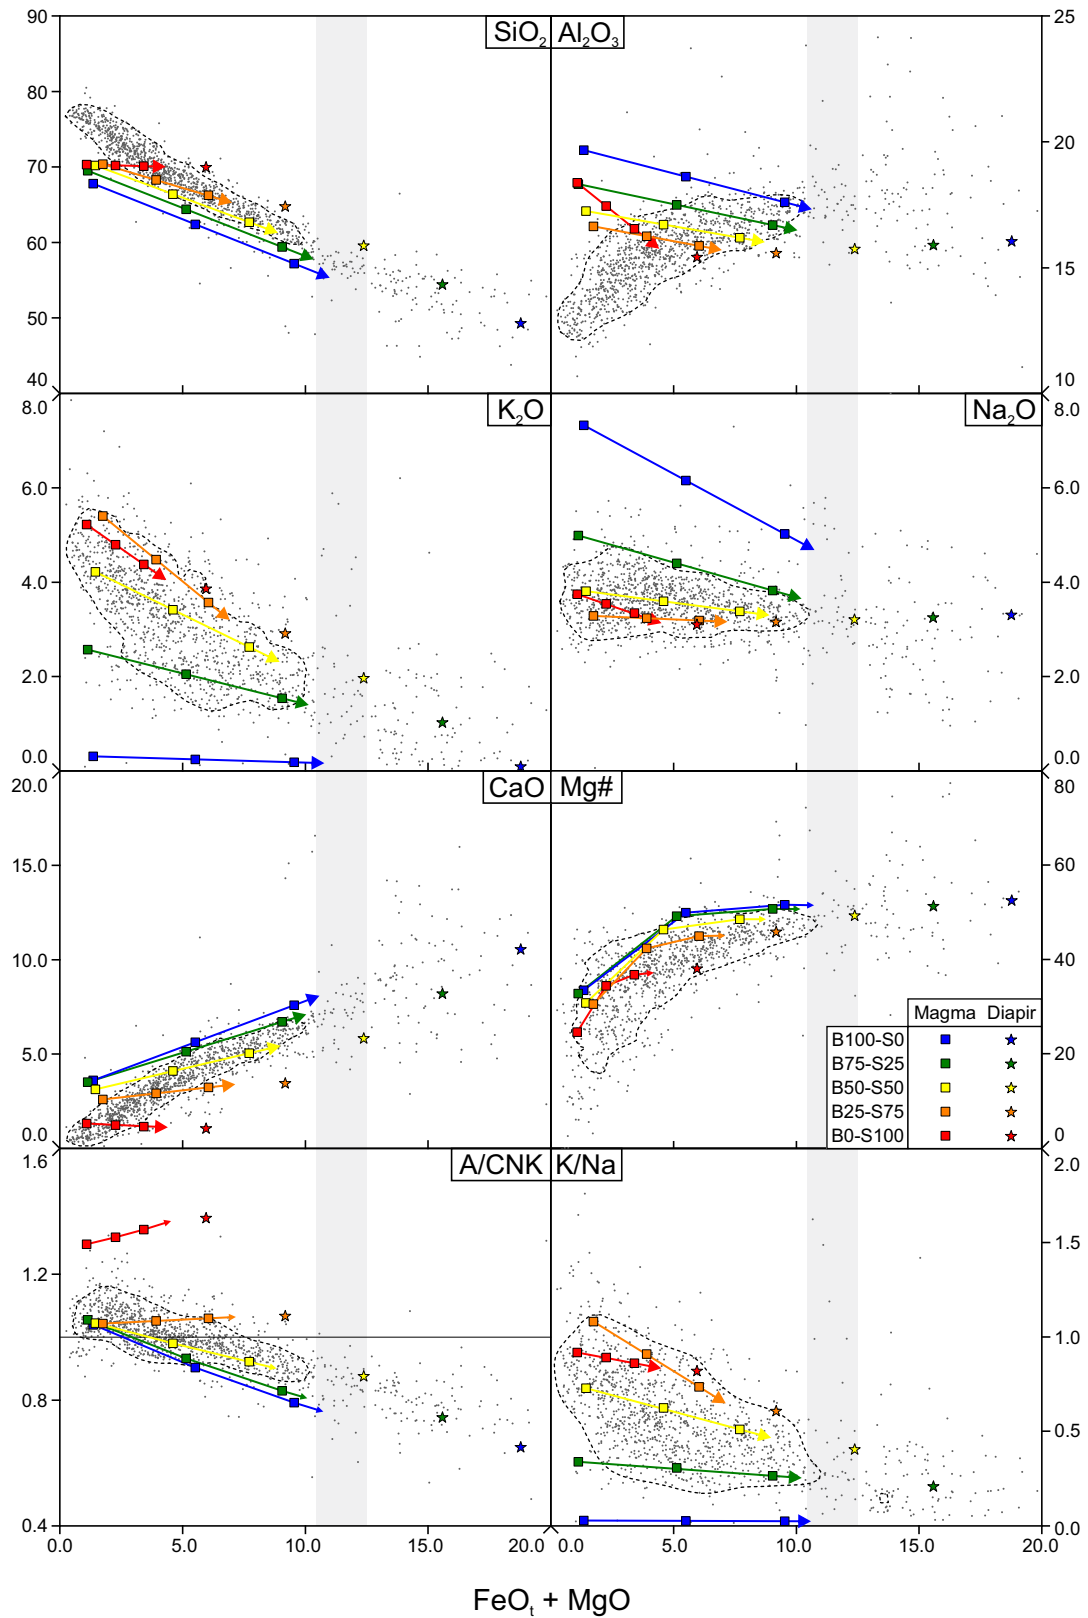 90
SiO₂
Al₂O₃
25
80
70
60
50
40
20
15
10
8.0
K₂O
Na₂O
8.0
6.0
4.0
2.0
0.0
6.0
4.0
2.0
0.0
20.0
CaO
Mg#
80
15.0
10.0
5.0
0.0
60
40
20
0
Magma Diapir
B100-S0
B75-S25
B50-S50
B25-S75
B0-S100
1.6
A/CNK
K/Na
2.0
1.2
0.8
0.4
1.5
1.0
0.5
0.0
0.0 5.0 10.0 15.0 20.0 0.0 5.0 10.0 15.0 20.0
FeOₜ + MgO